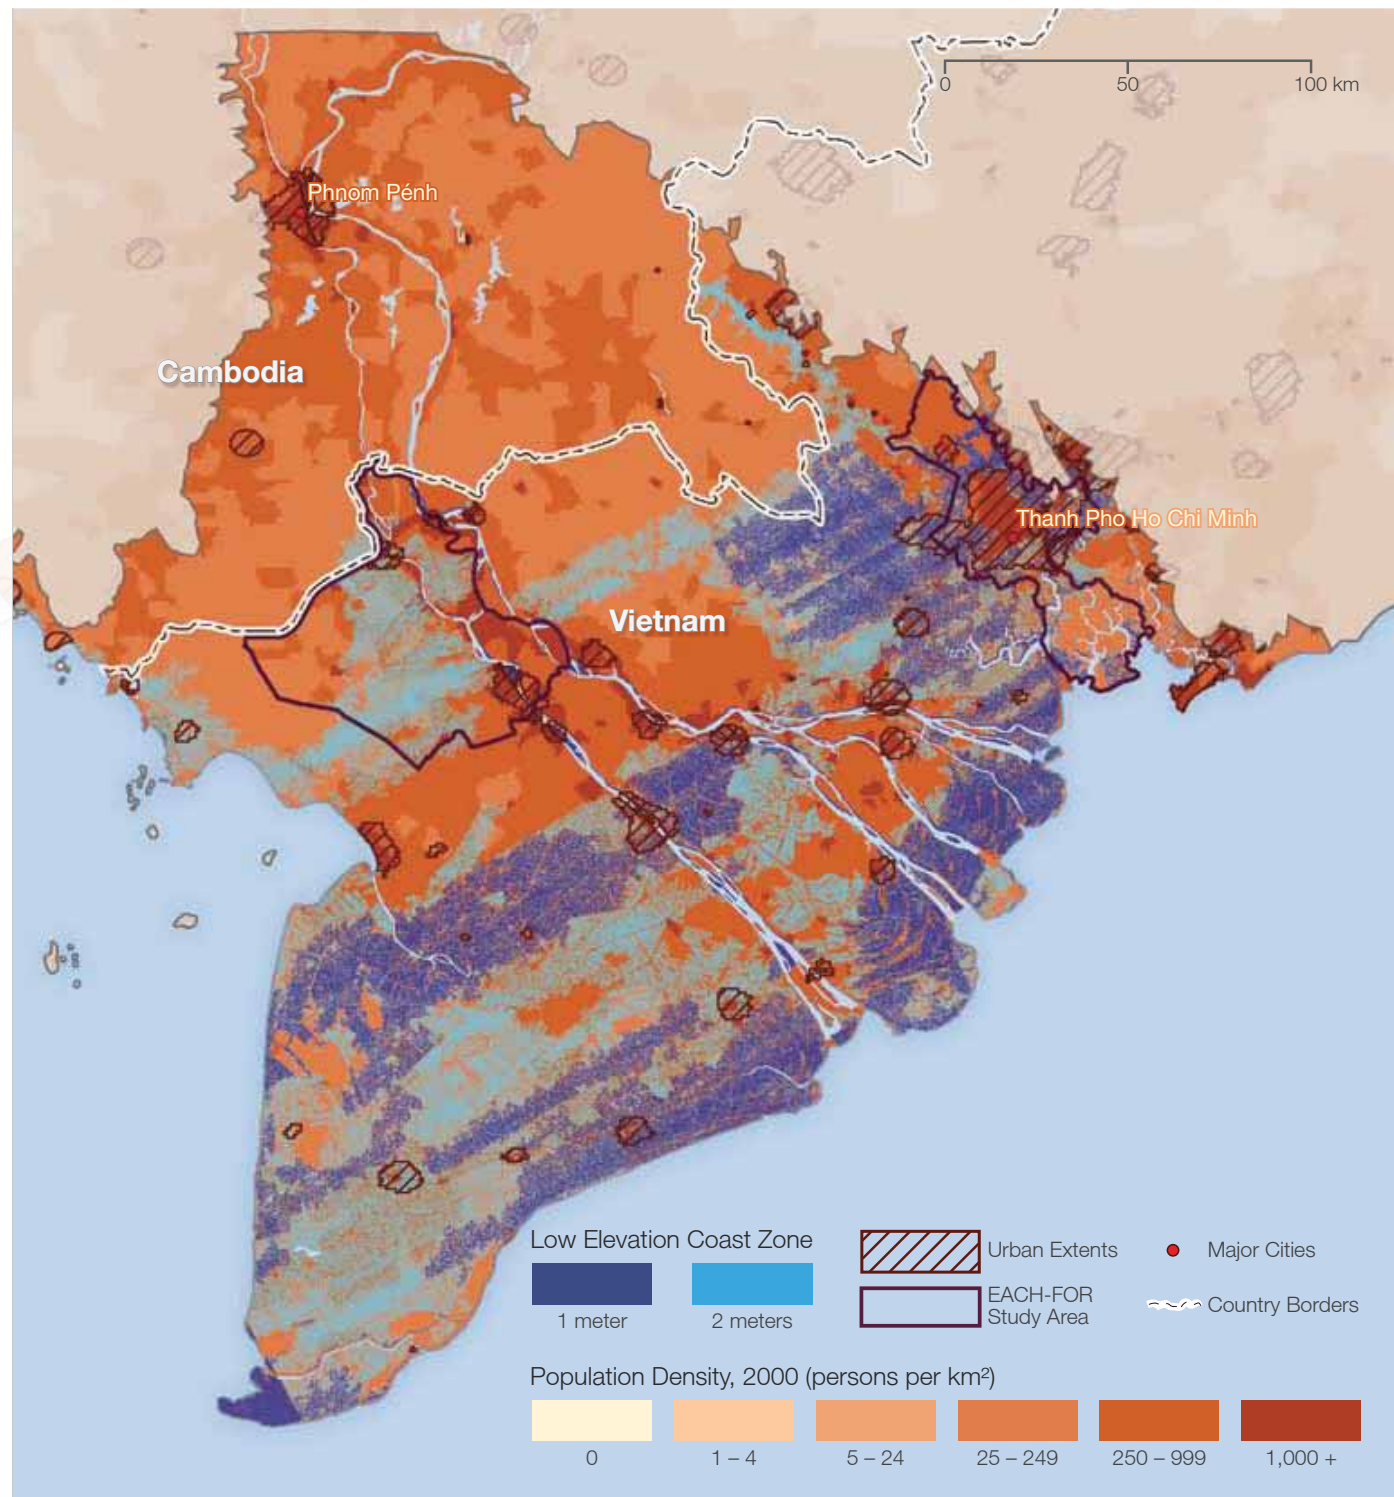 0 50 100 km
Phnom Pénh
Cambodia
Thanh Pho Ho Chi Minh
Vietnam
Low Elevation Coast Zone
1 meter 2 meters
Urban Extents
Major Cities
EACH-FOR
Study Area
Country Borders
Population Density, 2000 (persons per km²)
0 1 – 4 5 – 24 25 – 249 250 – 999 1,000 +